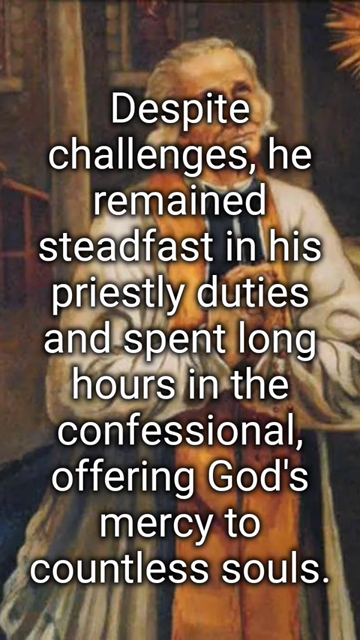 Despite
challenges, he
remained
steadfast in his
priestly duties
and spent long
hours in the
confessional,
offering God's
mercy to
countless souls.